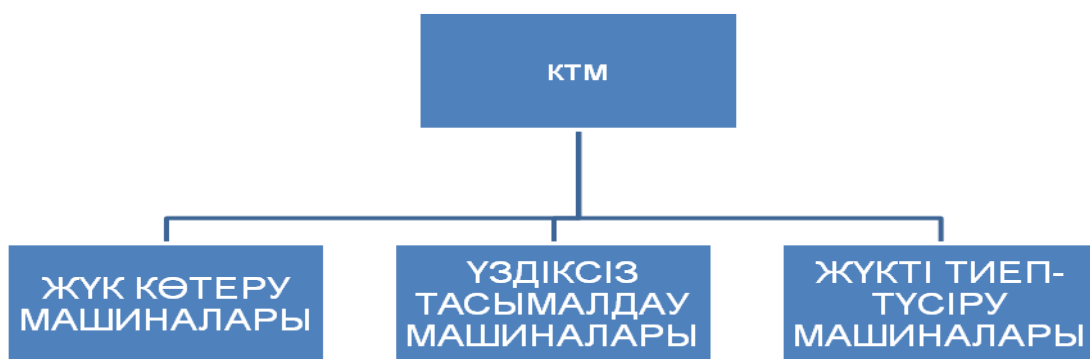 КТМ
ЖҮК КӨТЕРУ
МАШИНАЛАРЫ
ҮЗДІКСІЗ
ТАСЫМАЛДАУ
МАШИНАЛАРЫ
ЖҮКТІ ТИЕП-
ТҮСІРУ
МАШИНАЛАРЫ